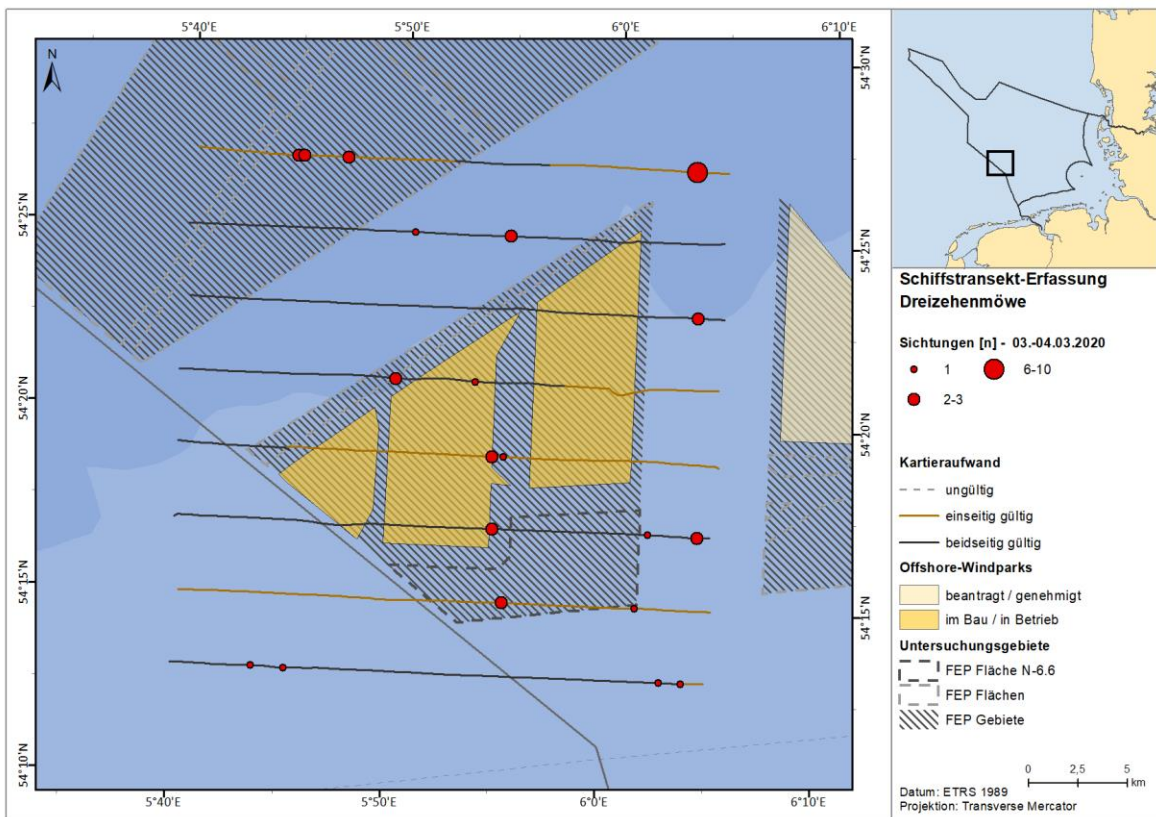 5°40'E 5°50'E 6°0'E 6°10'E
N
54°30'N
54°25'N
54°25'N
54°20'N
54°20'N
54°15'N
54°15'N
54°10'N
5°40'E 5°50'E 6°0'E 6°10'E
Schiffstransekt-Erfassung
Dreizehenmöwe
Sichtungen [n] - 03.-04.03.2020
1 6-10
2-3
Kartieraufwand
ungültig
einseitig gültig
beidseitig gültig
Offshore-Windparks
beantragt / genehmigt
im Bau / in Betrieb
Untersuchungsgebiete
FEP Fläche N-6.6
FEP Flächen
FEP Gebiete
0 2,5 5
km
Datum: ETRS 1989
Projektion: Transverse Mercator